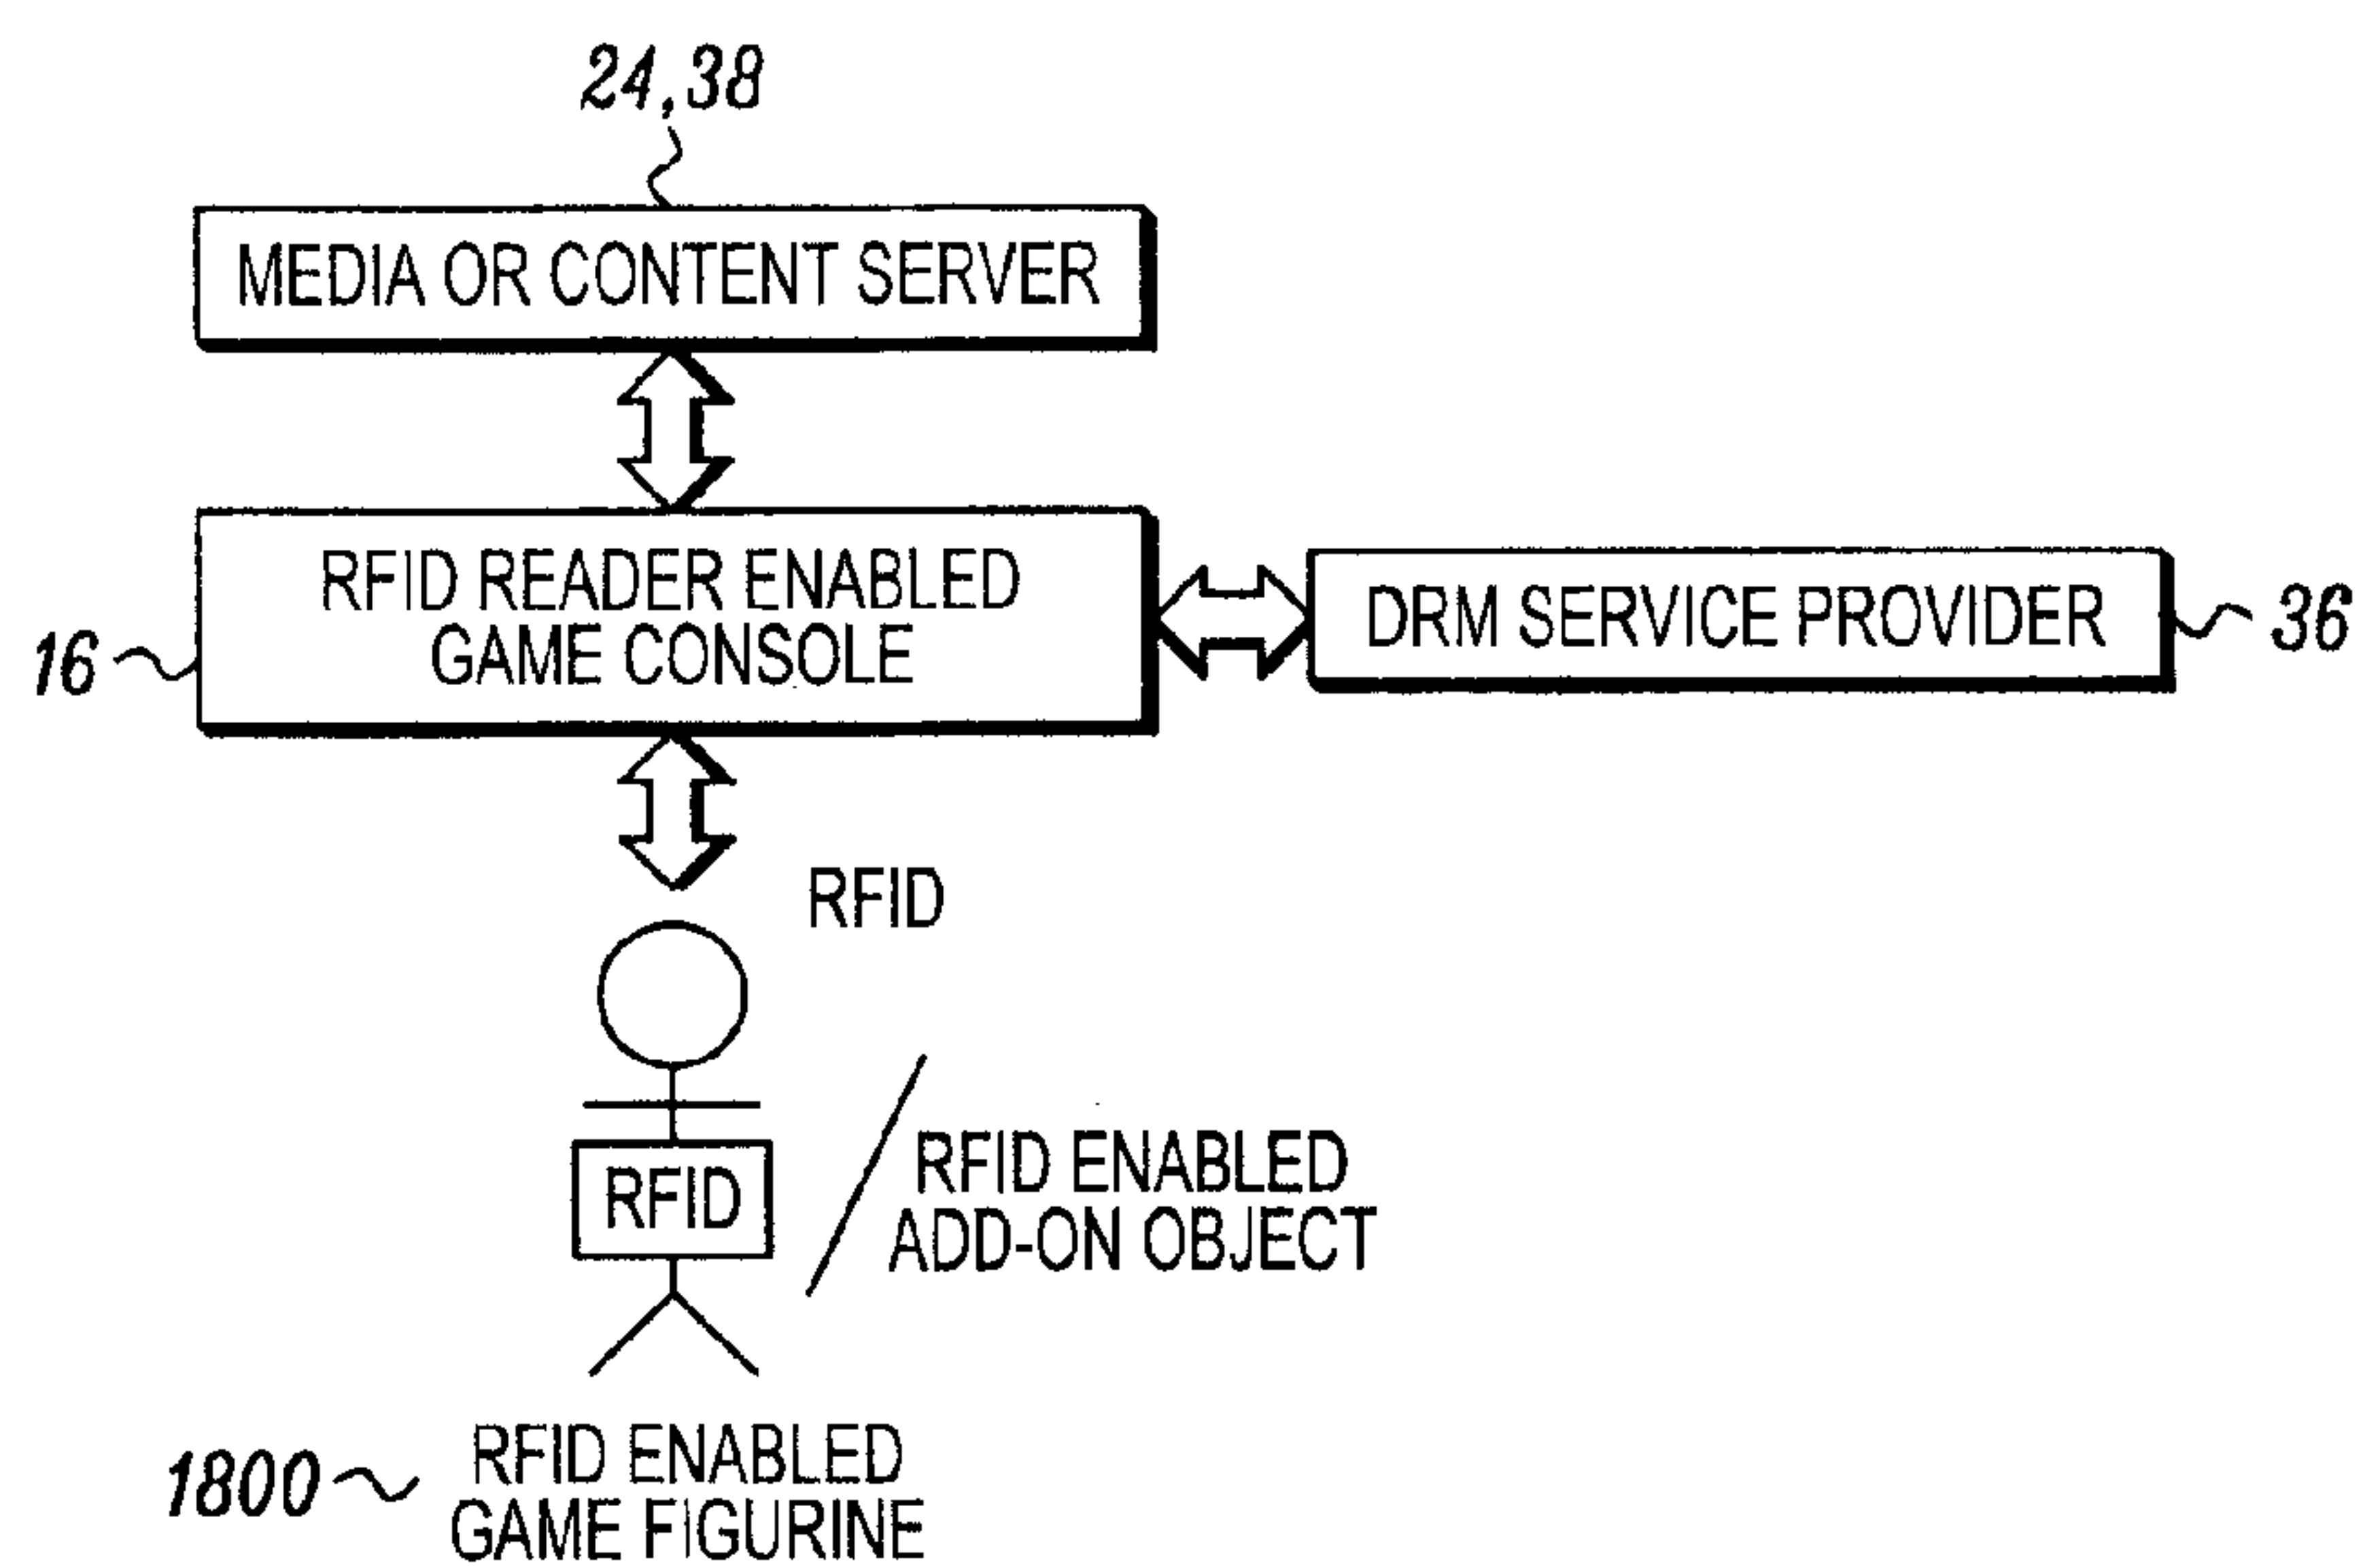 24,38
MEDIA OR CONTENT SERVER
RFID READER ENABLED
GAME CONSOLE
16
DRM SERVICE PROVIDER
36
RFID
RFID
RFID ENABLED
ADD-ON OBJECT
1800
RFID ENABLED
GAME FIGURINE